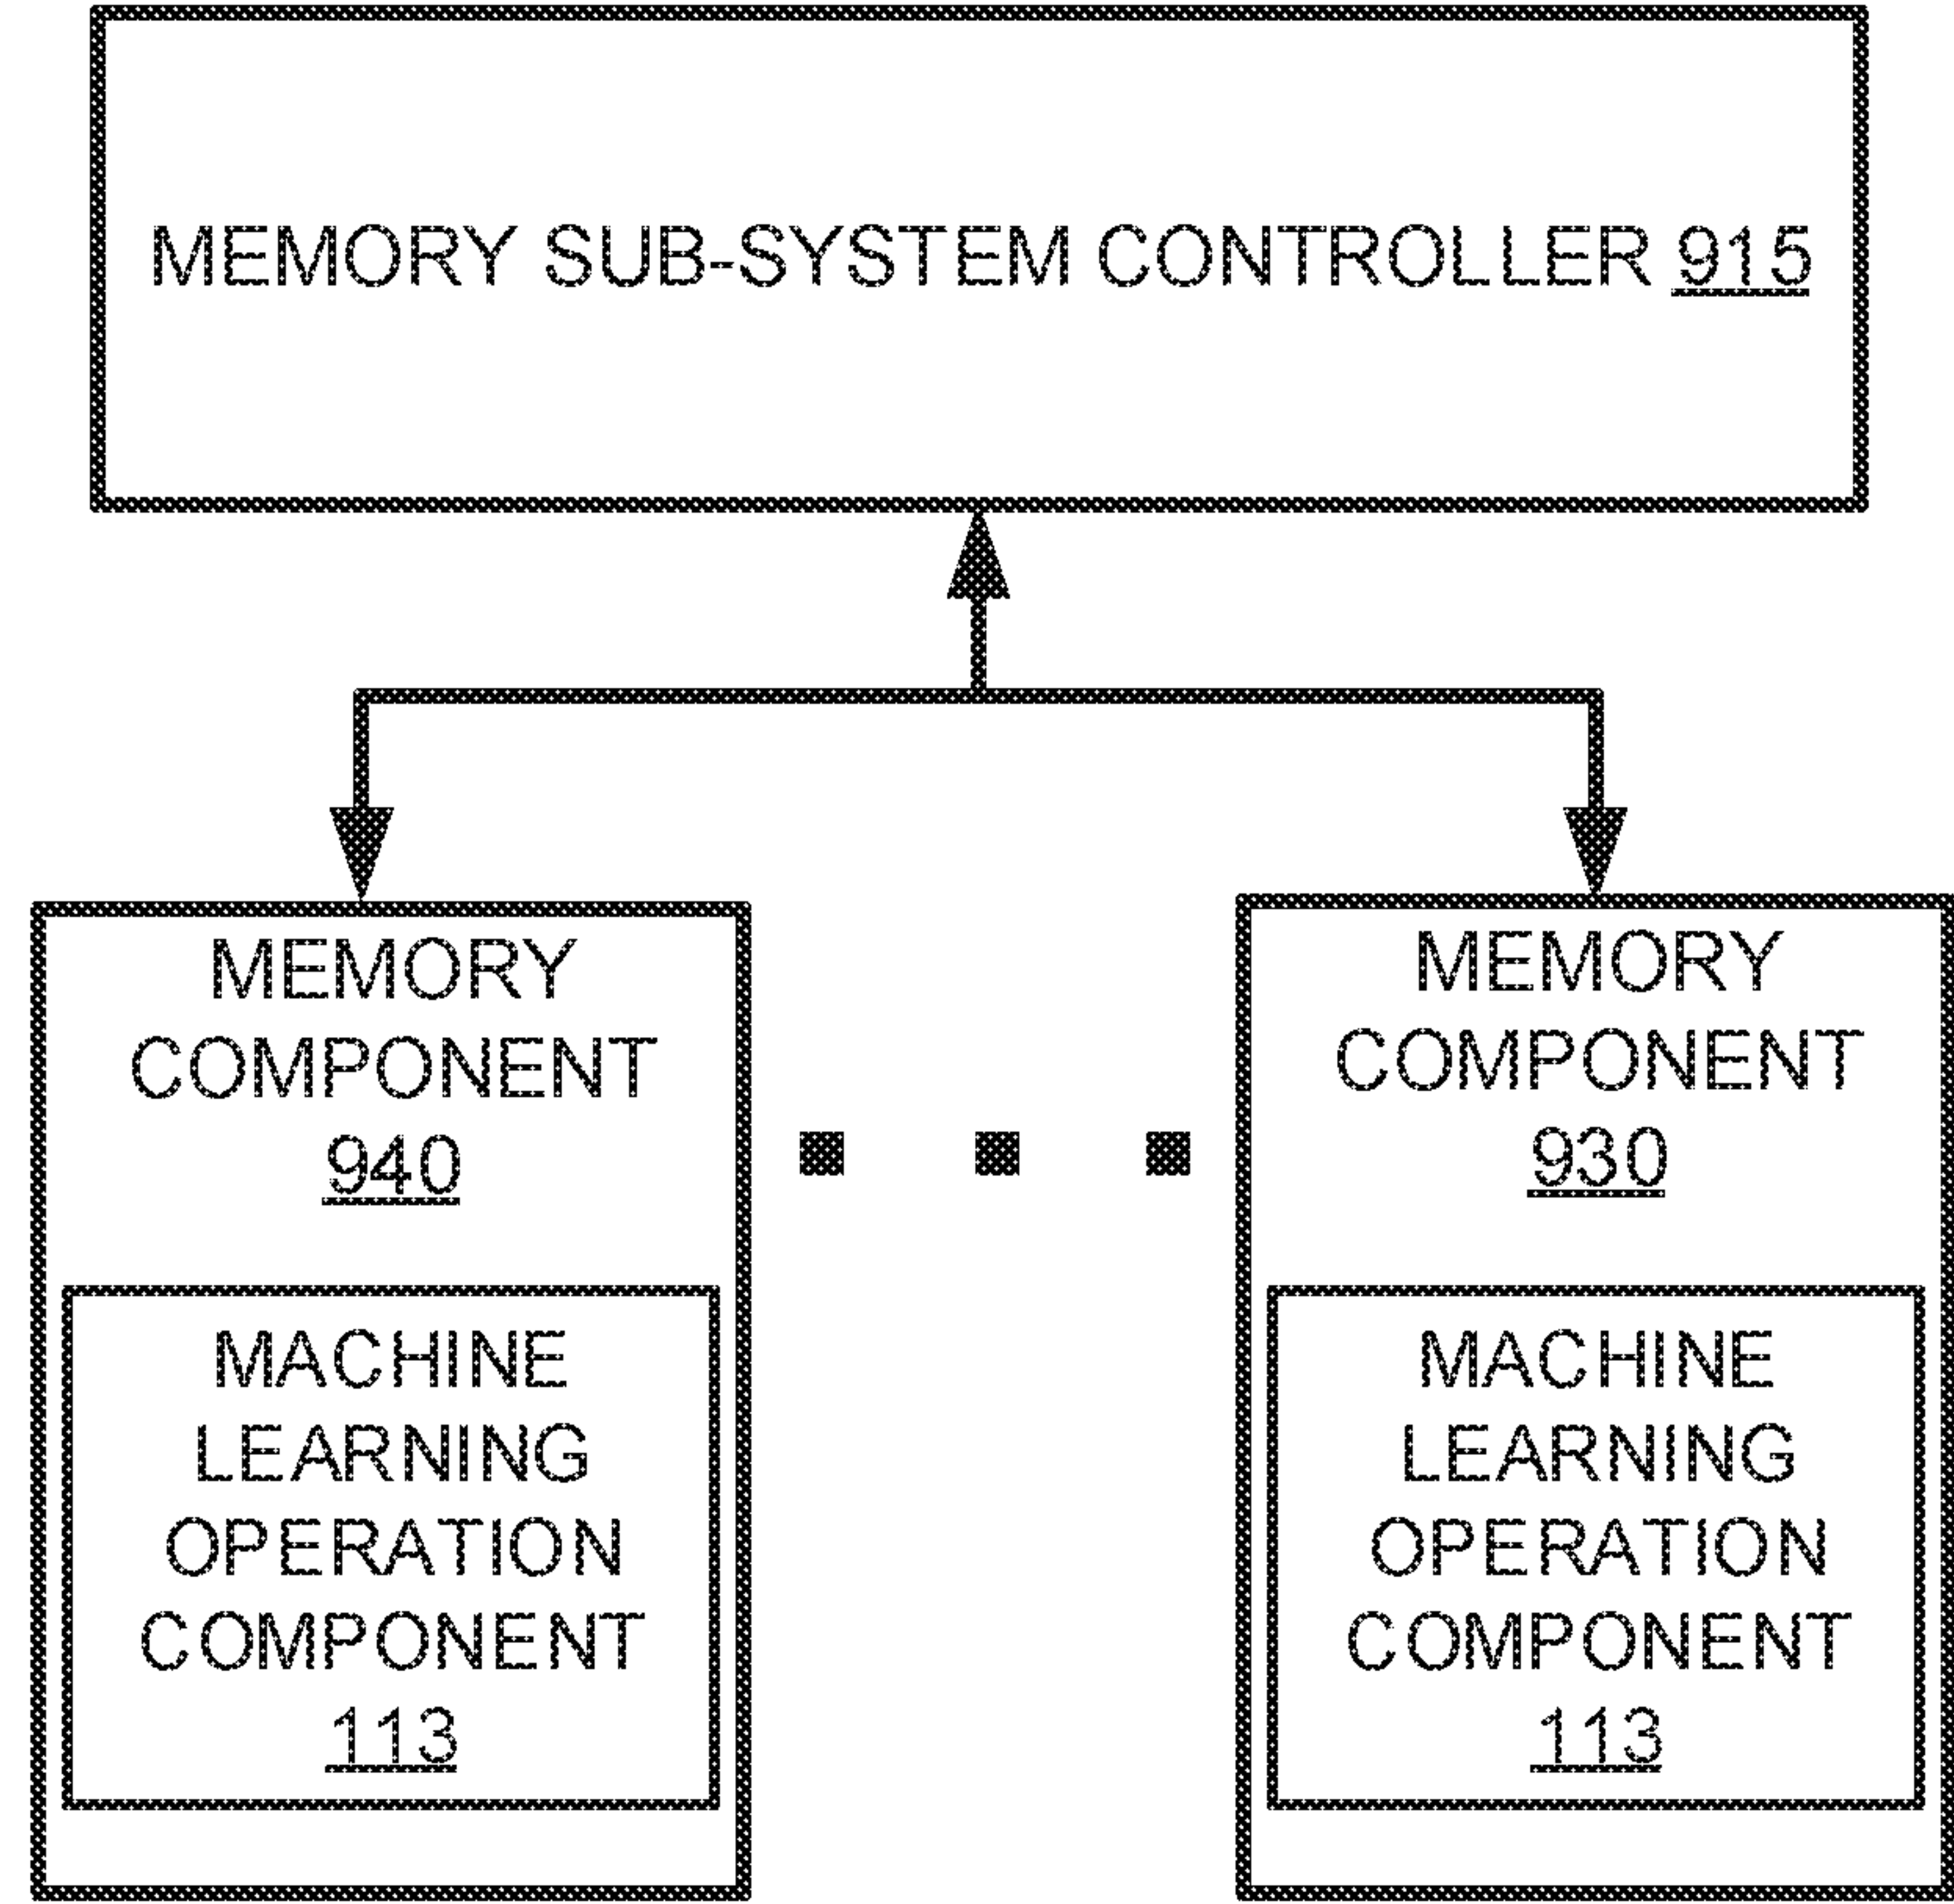 MEMORY SUB-SYSTEM CONTROLLER 915
MEMORY
COMPONENT
940
MACHINE
LEARNING
OPERATION
COMPONENT
113
MEMORY
COMPONENT
930
MACHINE
LEARNING
OPERATION
COMPONENT
113